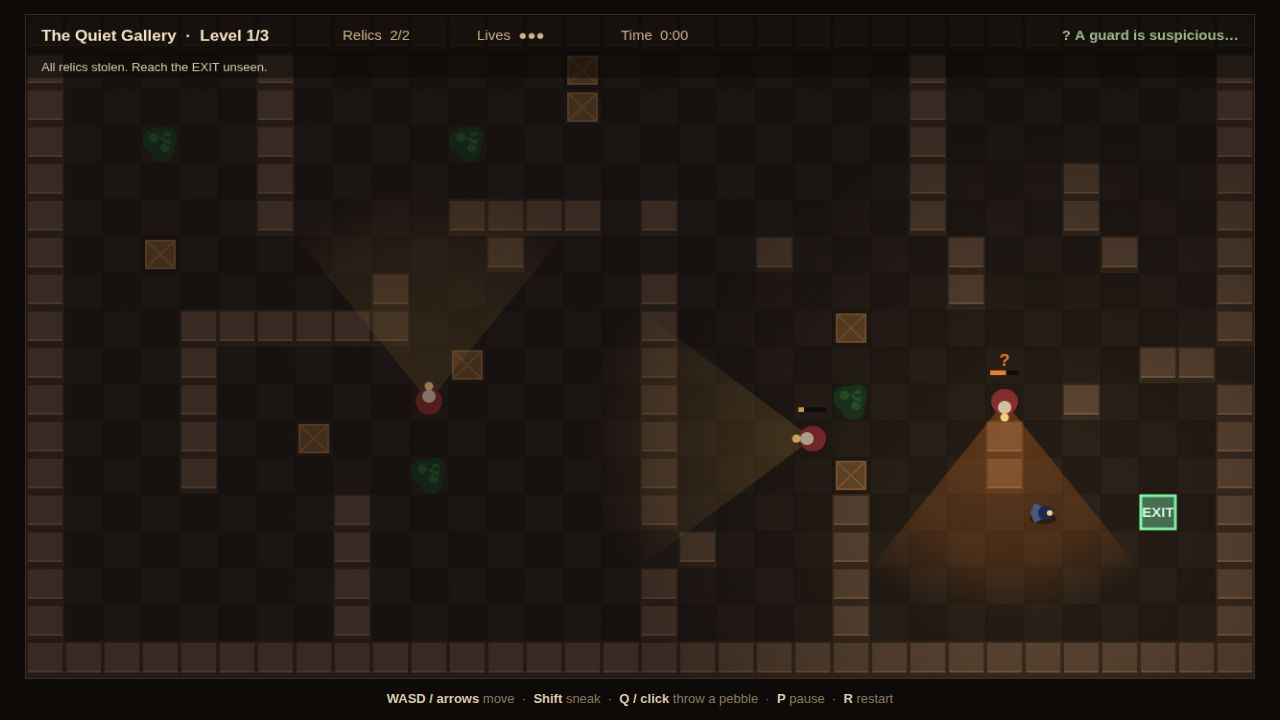 The Quiet Gallery · Level 1/3 Relics 2/2 Lives ●●● Time 0:00 ? A guard is suspicious…
All relics stolen. Reach the EXIT unseen.
?
EXIT
WASD / arrows move · Shift sneak · Q / click throw a pebble · P pause · R restart